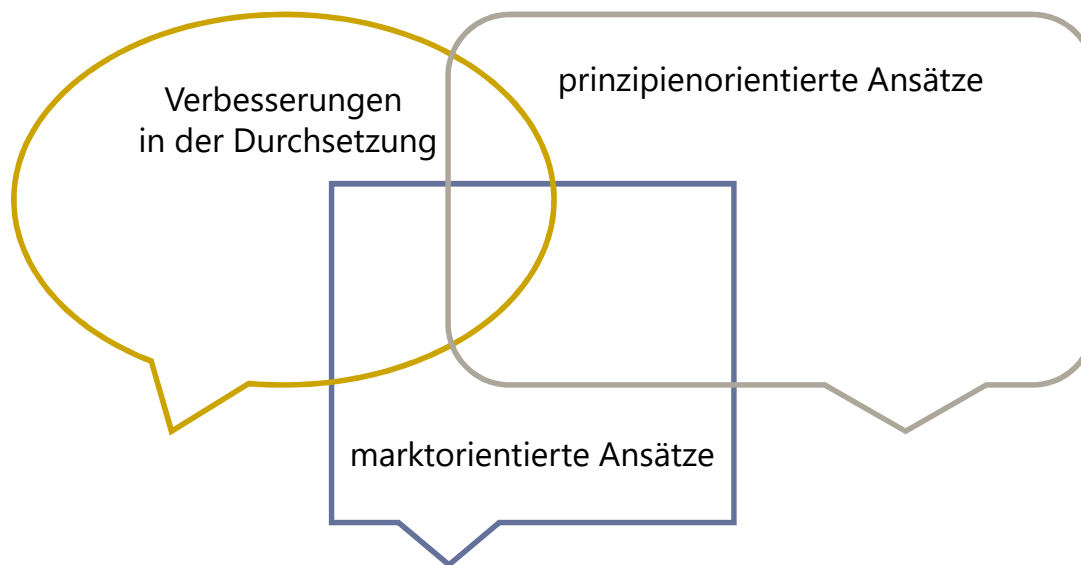 Verbesserungen
in der Durchsetzung
prinzipienorientierte Ansätze
marktorientierte Ansätze